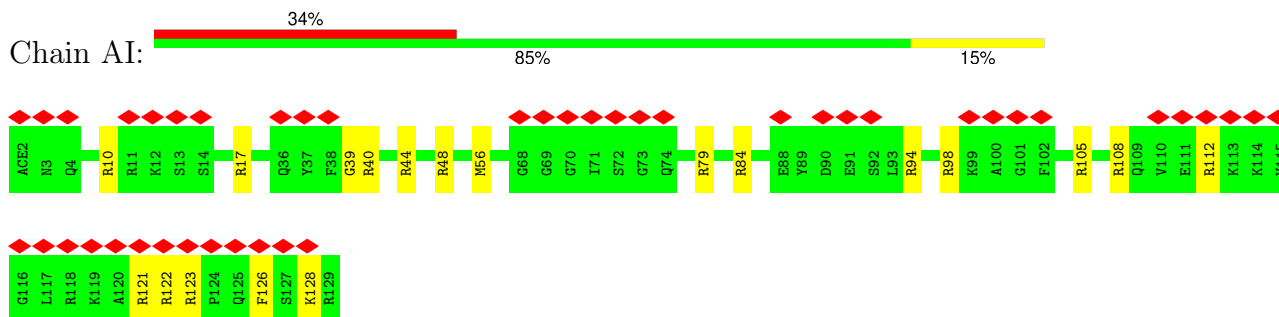 34%
Chain AI:
85% 15%
ACE2 N3 Q4 R10 R11 K12 S13 S14 R17 Q36 Y37 F38 G39 R40 R44 R48 M56 G68 G69 G70 I71 S72 G73 Q74 R79 R84 E88 Y89 D90 E91 S92 L93 R94 R98 K99 A100 G101 F102 R105 R108 Q109 V110 E111 R112 K113 K114
G116 L117 R118 K119 A120 R121 R122 R123 P124 Q125 F126 S127 K128 R129